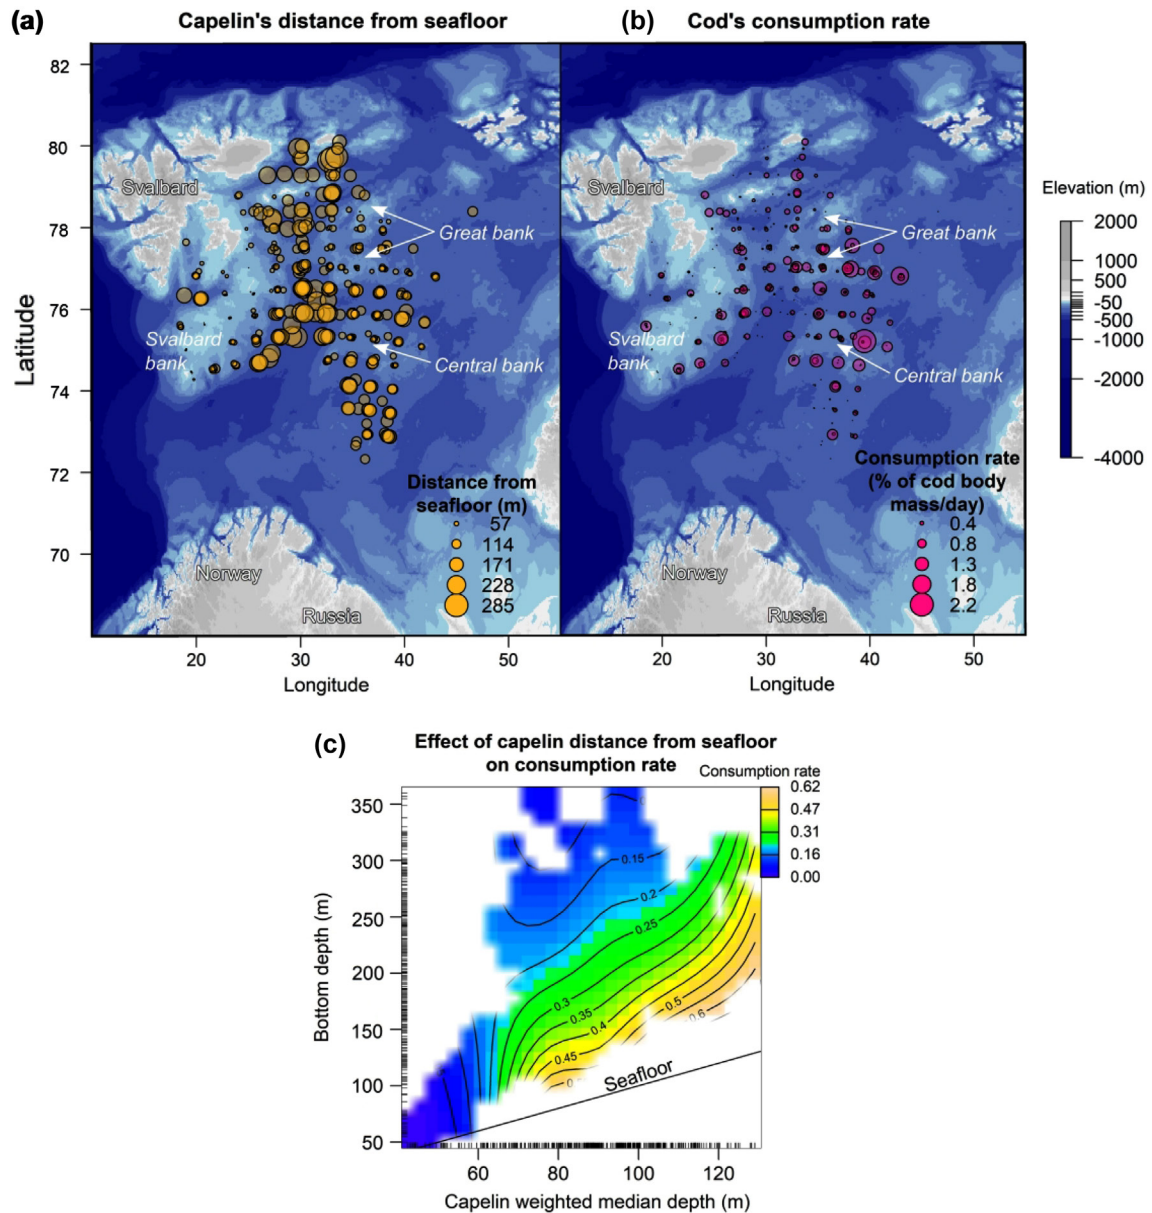 (a)
Capelin's distance from seafloor
(b)
Cod's consumption rate
82
80
78
76
74
72
70
Latitude
Svalbard
Great bank
Svalbard
bank
Central bank
Distance from
seafloor (m)
57
114
171
228
285
Norway
Russia
20
30
40
50
Longitude
Svalbard
Great bank
Svalbard
bank
Central bank
Consumption rate
(% of cod body
mass/day)
0.4
0.8
1.3
1.8
2.2
Norway
Russia
20
30
40
50
Longitude
Elevation (m)
2000
1000
500
-50
-500
-1000
-2000
-4000
(c)
Effect of capelin distance from seafloor
on consumption rate
Consumption rate
0.62
0.47
0.31
0.16
0.00
350
300
250
200
150
100
50
Bottom depth (m)
0.15
0.2
0.25
0.3
0.35
0.4
0.45
0.5
0.6
Seafloor
60
80
100
120
Capelin weighted median depth (m)